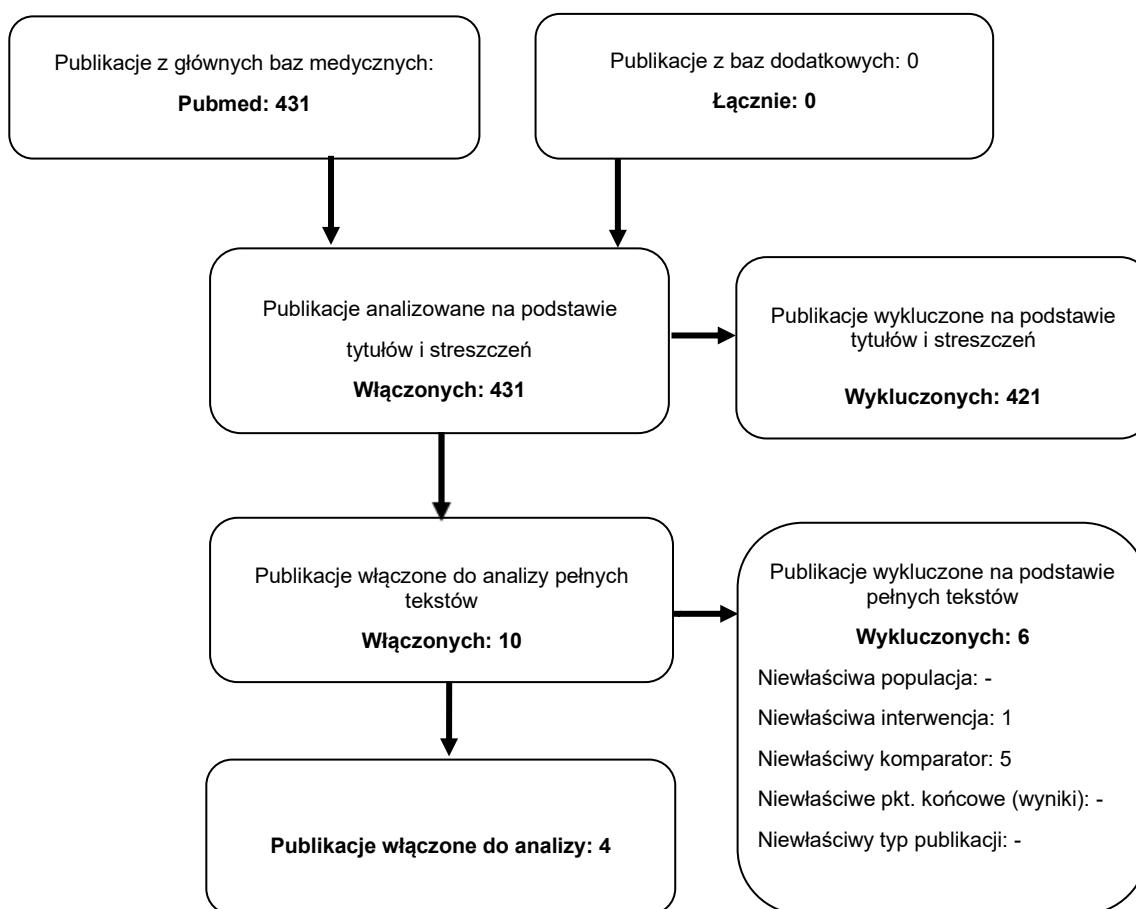 Publikacje z głównych baz medycznych:
Pubmed: 431
Publikacje z baz dodatkowych: 0
Łącznie: 0
Publikacje analizowane na podstawie
tytułów i streszczeń
Włączonych: 431
Publikacje wykluczone na podstawie
tytułów i streszczeń
Wykluczonych: 421
Publikacje włączone do analizy pełnych
tekstów
Włączonych: 10
Publikacje wykluczone na podstawie
pełnych tekstów
Wykluczonych: 6
Niewłaściwa populacja: -
Niewłaściwa interwencja: 1
Niewłaściwy komparator: 5
Niewłaściwe pkt. końcowe (wyniki): -
Niewłaściwy typ publikacji: -
Publikacje włączone do analizy: 4